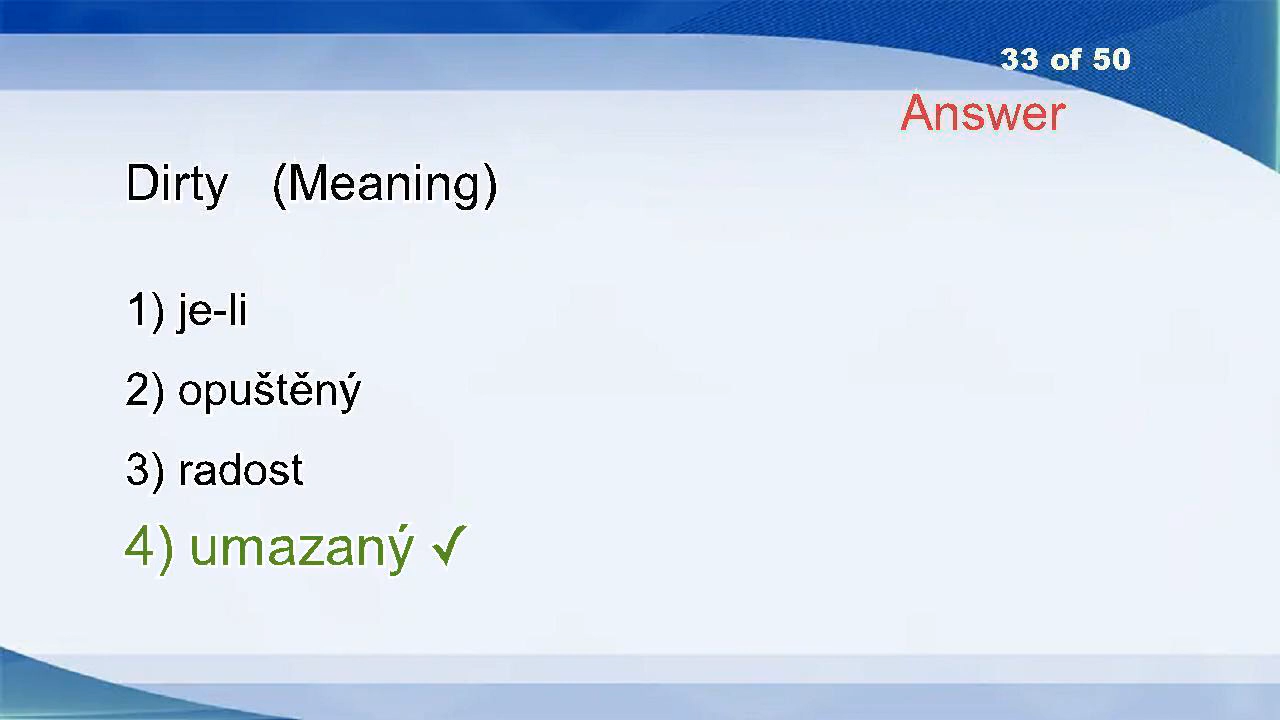 33 of 50
Answer
Dirty (Meaning)
1) je-li
2) opuštěný
3) radost
4) umazaný ✓